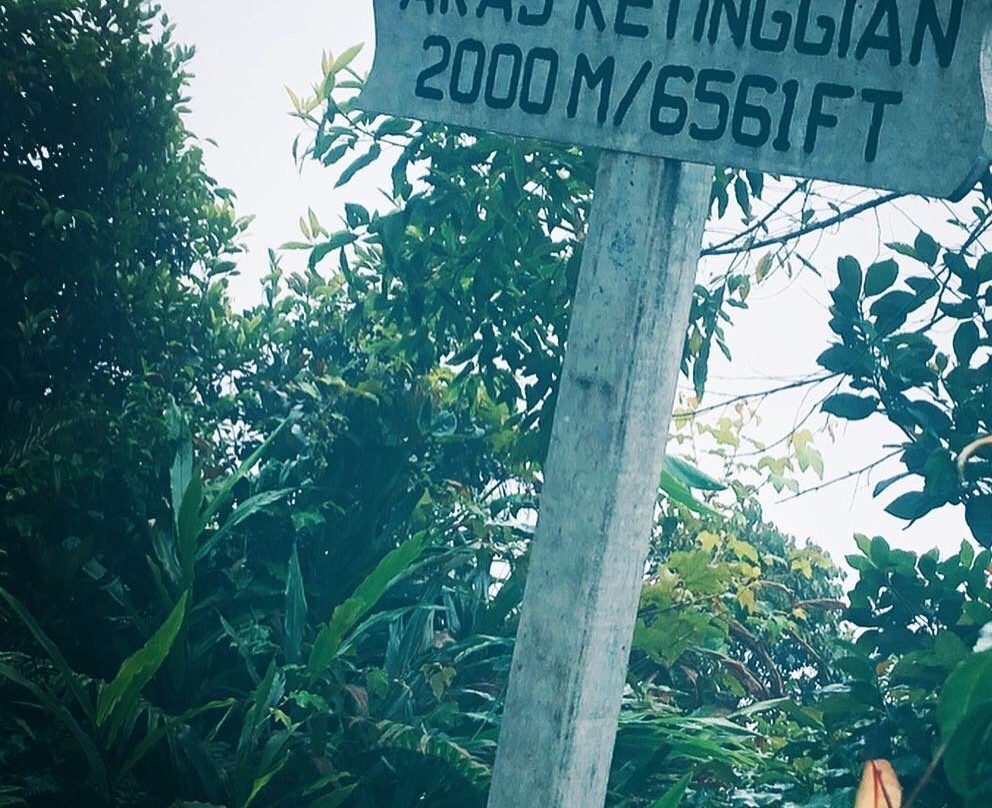 ARAS KETINGGIAN
2000 M/6561 FT